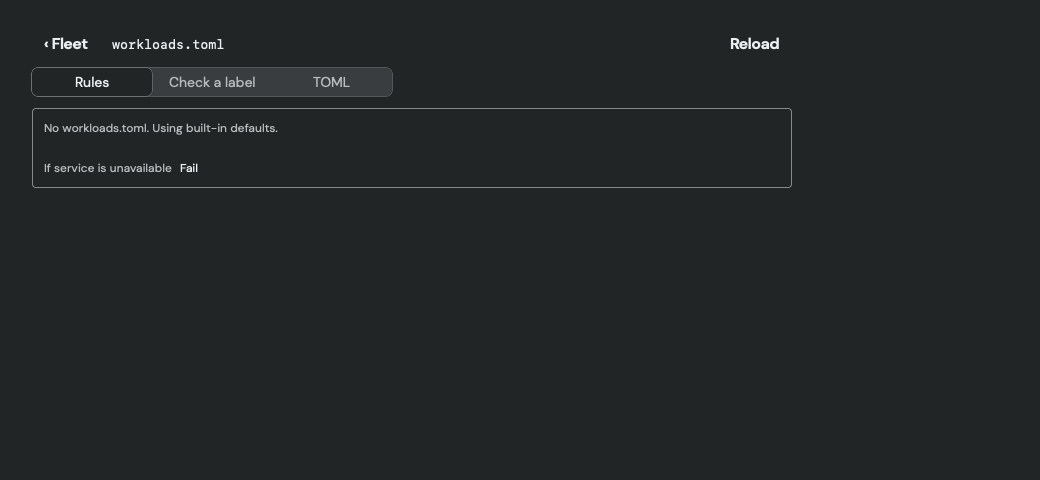 ‹ Fleet workloads.toml Reload
Rules Check a label TOML
No workloads.toml. Using built-in defaults.
If service is unavailable Fail